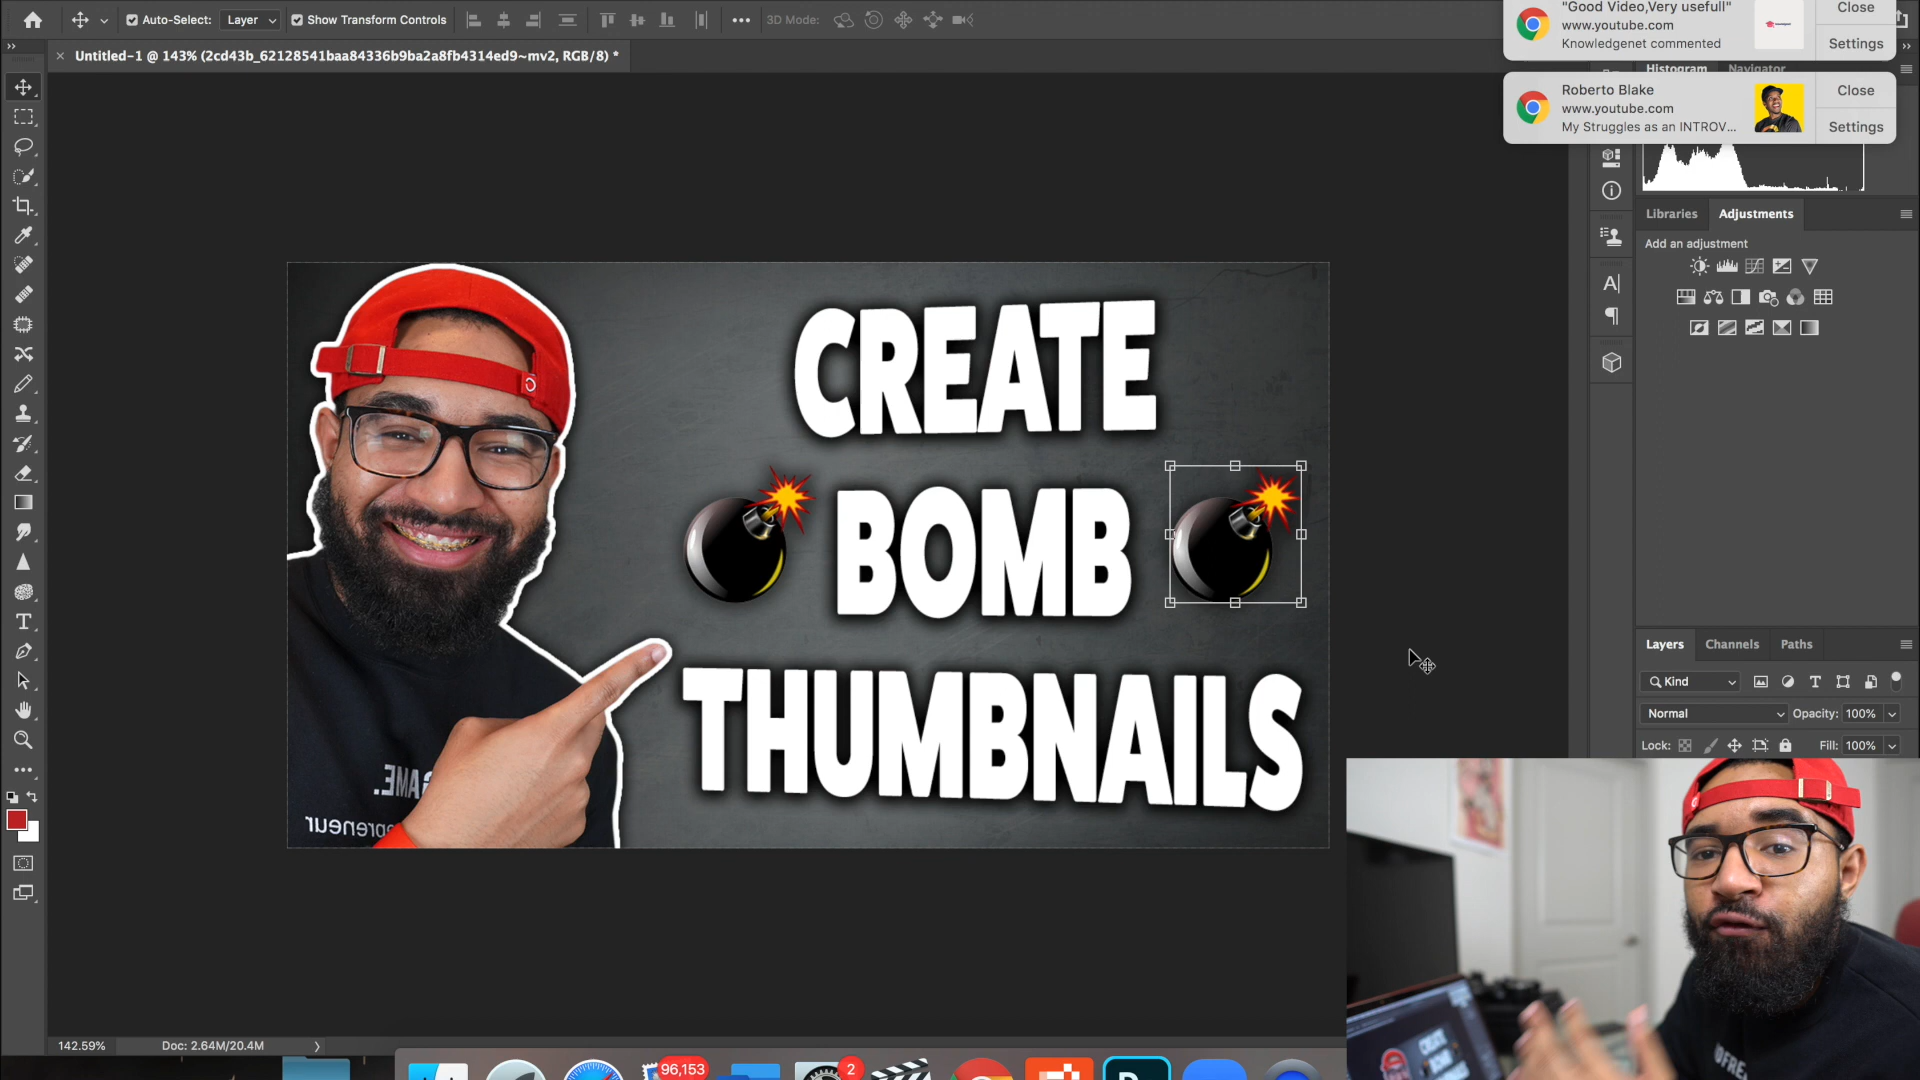 Auto-Select: Layer Show Transform Controls 3D Mode:
"Good Video,Very usefull"
www.youtube.com
Knowledgenet commented
Close
Settings
Untitled-1 @ 143% (2cd43b_62128541baa84336b9ba2a8fb4314ed9~mv2, RGB/8) *
Histogram Navigator
Roberto Blake
www.youtube.com
My Struggles as an INTROV...
Close
Settings
Libraries Adjustments
Add an adjustment
CREATE
BOMB
THUMBNAILS
Layers Channels Paths
Kind
Normal Opacity: 100%
Lock: Fill: 100%
142.59% Doc: 2.64M/20.4M
96,153
2
CREATE
BOMB